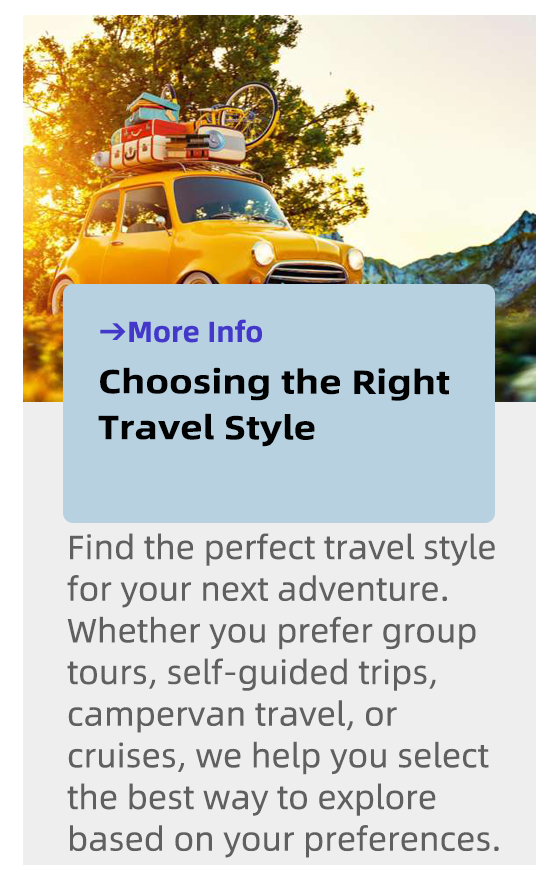 →More Info
Choosing the Right
Travel Style
Find the perfect travel style
for your next adventure.
Whether you prefer group
tours, self-guided trips,
campervan travel, or
cruises, we help you select
the best way to explore
based on your preferences.